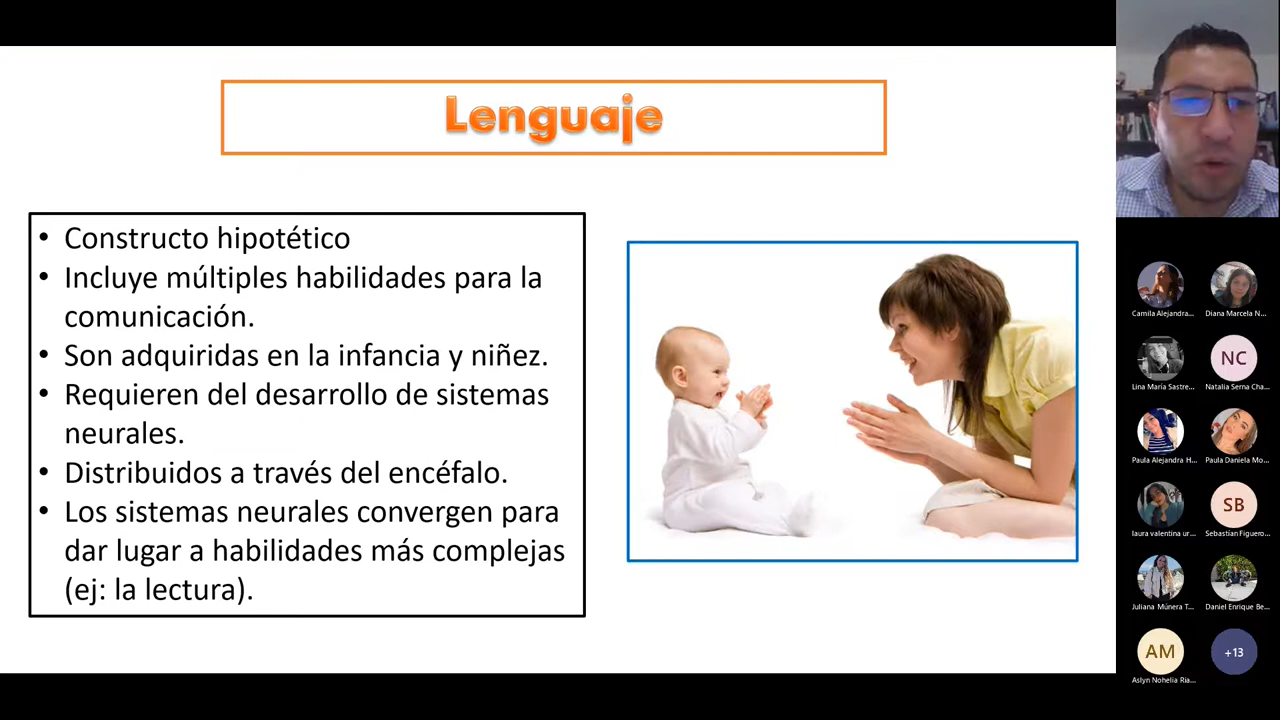 Lenguaje
• Constructo hipotético
• Incluye múltiples habilidades para la
comunicación.
• Son adquiridas en la infancia y niñez.
• Requieren del desarrollo de sistemas
neurales.
• Distribuidos a través del encéfalo.
• Los sistemas neurales convergen para
dar lugar a habilidades más complejas
(ej: la lectura).
Camila Alejandra...
Diana Marcela N...
NC
Lina María Sastre...
Natalia Serna Cha...
Paula Alejandra H...
Paula Daniela Mo...
SB
laura valentina ur...
Sebastían Figuero...
Juliana Múnera T...
Daniel Enrique Be...
AM
+13
Aslyn Nohelia Ria...